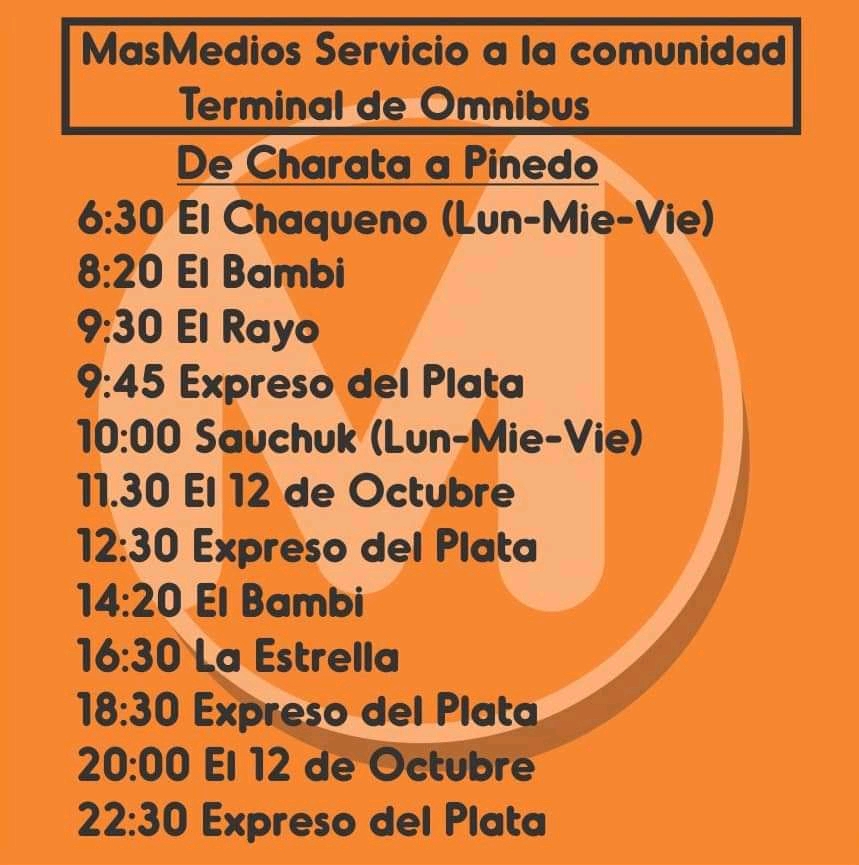 MasMedios Servicio a la comunidad
Terminal de Omnibus
De Charata a Pinedo
6:30 El Chaqueno (Lun-Mie-Vie)
8:20 El Bambi
9:30 El Rayo
9:45 Expreso del Plata
10:00 Sauchuk (Lun-Mie-Vie)
11.30 El 12 de Octubre
12:30 Expreso del Plata
14:20 El Bambi
16:30 La Estrella
18:30 Expreso del Plata
20:00 El 12 de Octubre
22:30 Expreso del Plata